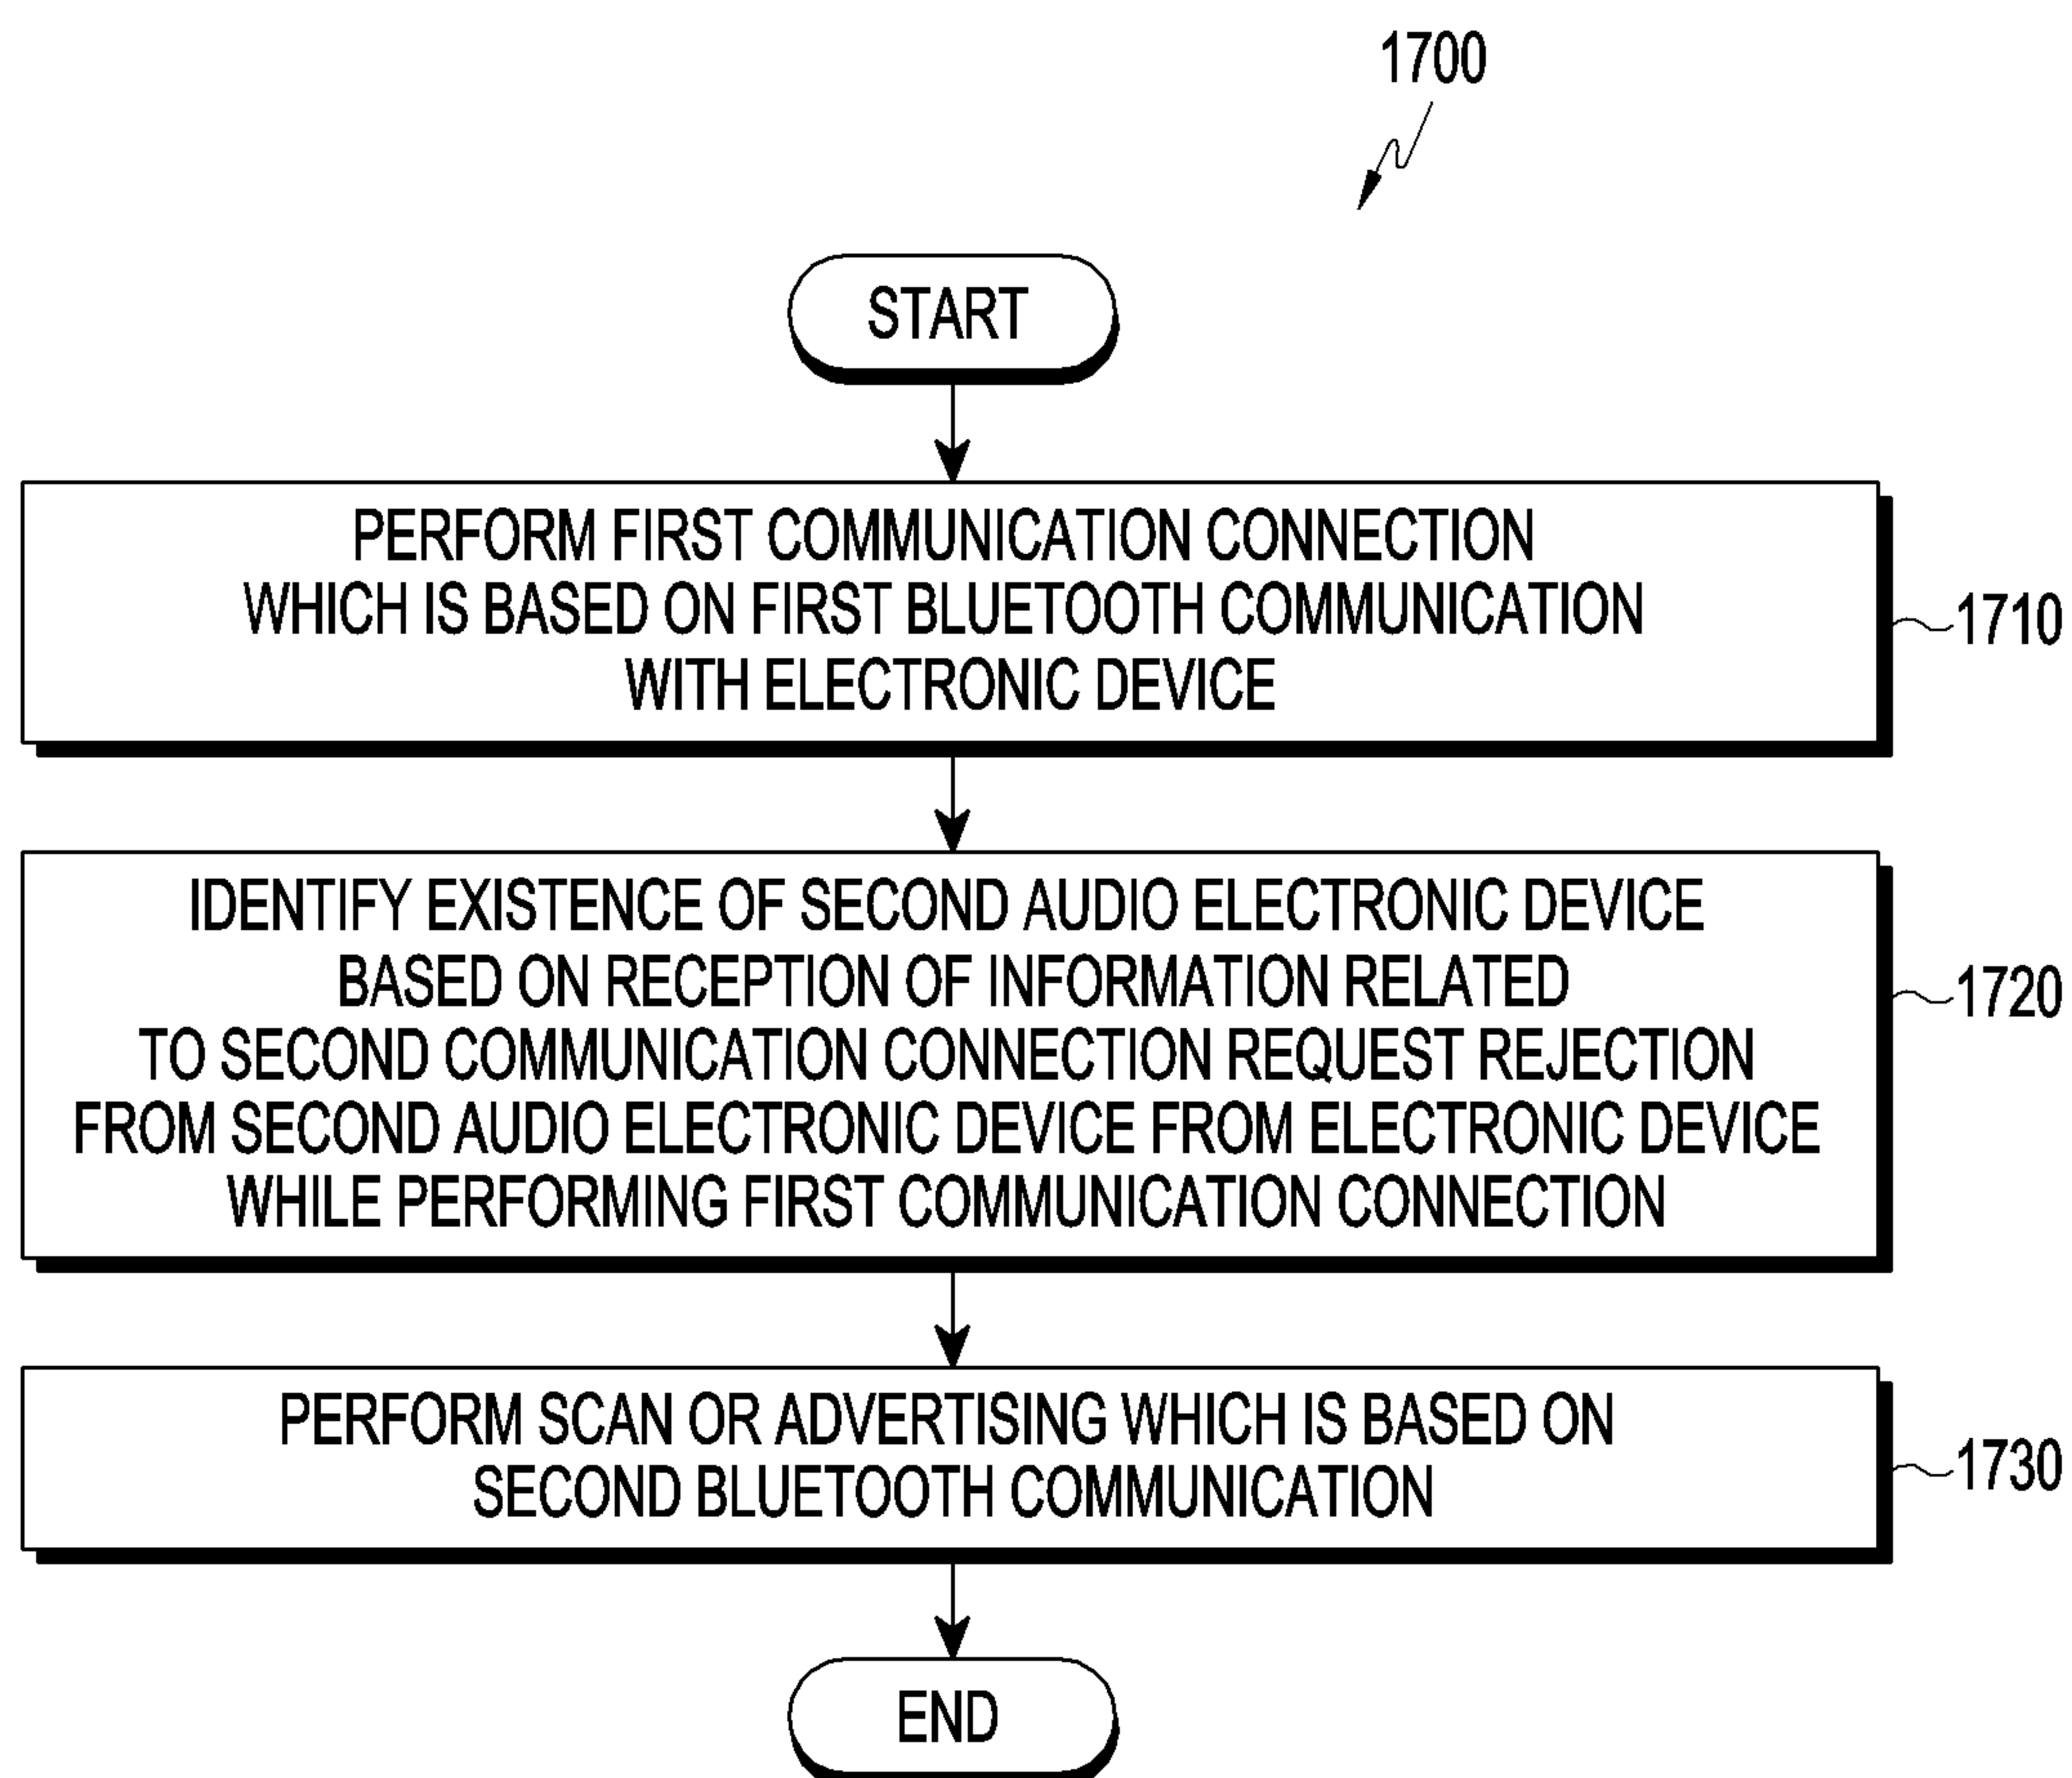 1700
START
PERFORM FIRST COMMUNICATION CONNECTION
WHICH IS BASED ON FIRST BLUETOOTH COMMUNICATION
WITH ELECTRONIC DEVICE
1710
IDENTIFY EXISTENCE OF SECOND AUDIO ELECTRONIC DEVICE
BASED ON RECEPTION OF INFORMATION RELATED
TO SECOND COMMUNICATION CONNECTION REQUEST REJECTION
FROM SECOND AUDIO ELECTRONIC DEVICE FROM ELECTRONIC DEVICE
WHILE PERFORMING FIRST COMMUNICATION CONNECTION
1720
PERFORM SCAN OR ADVERTISING WHICH IS BASED ON
SECOND BLUETOOTH COMMUNICATION
1730
END